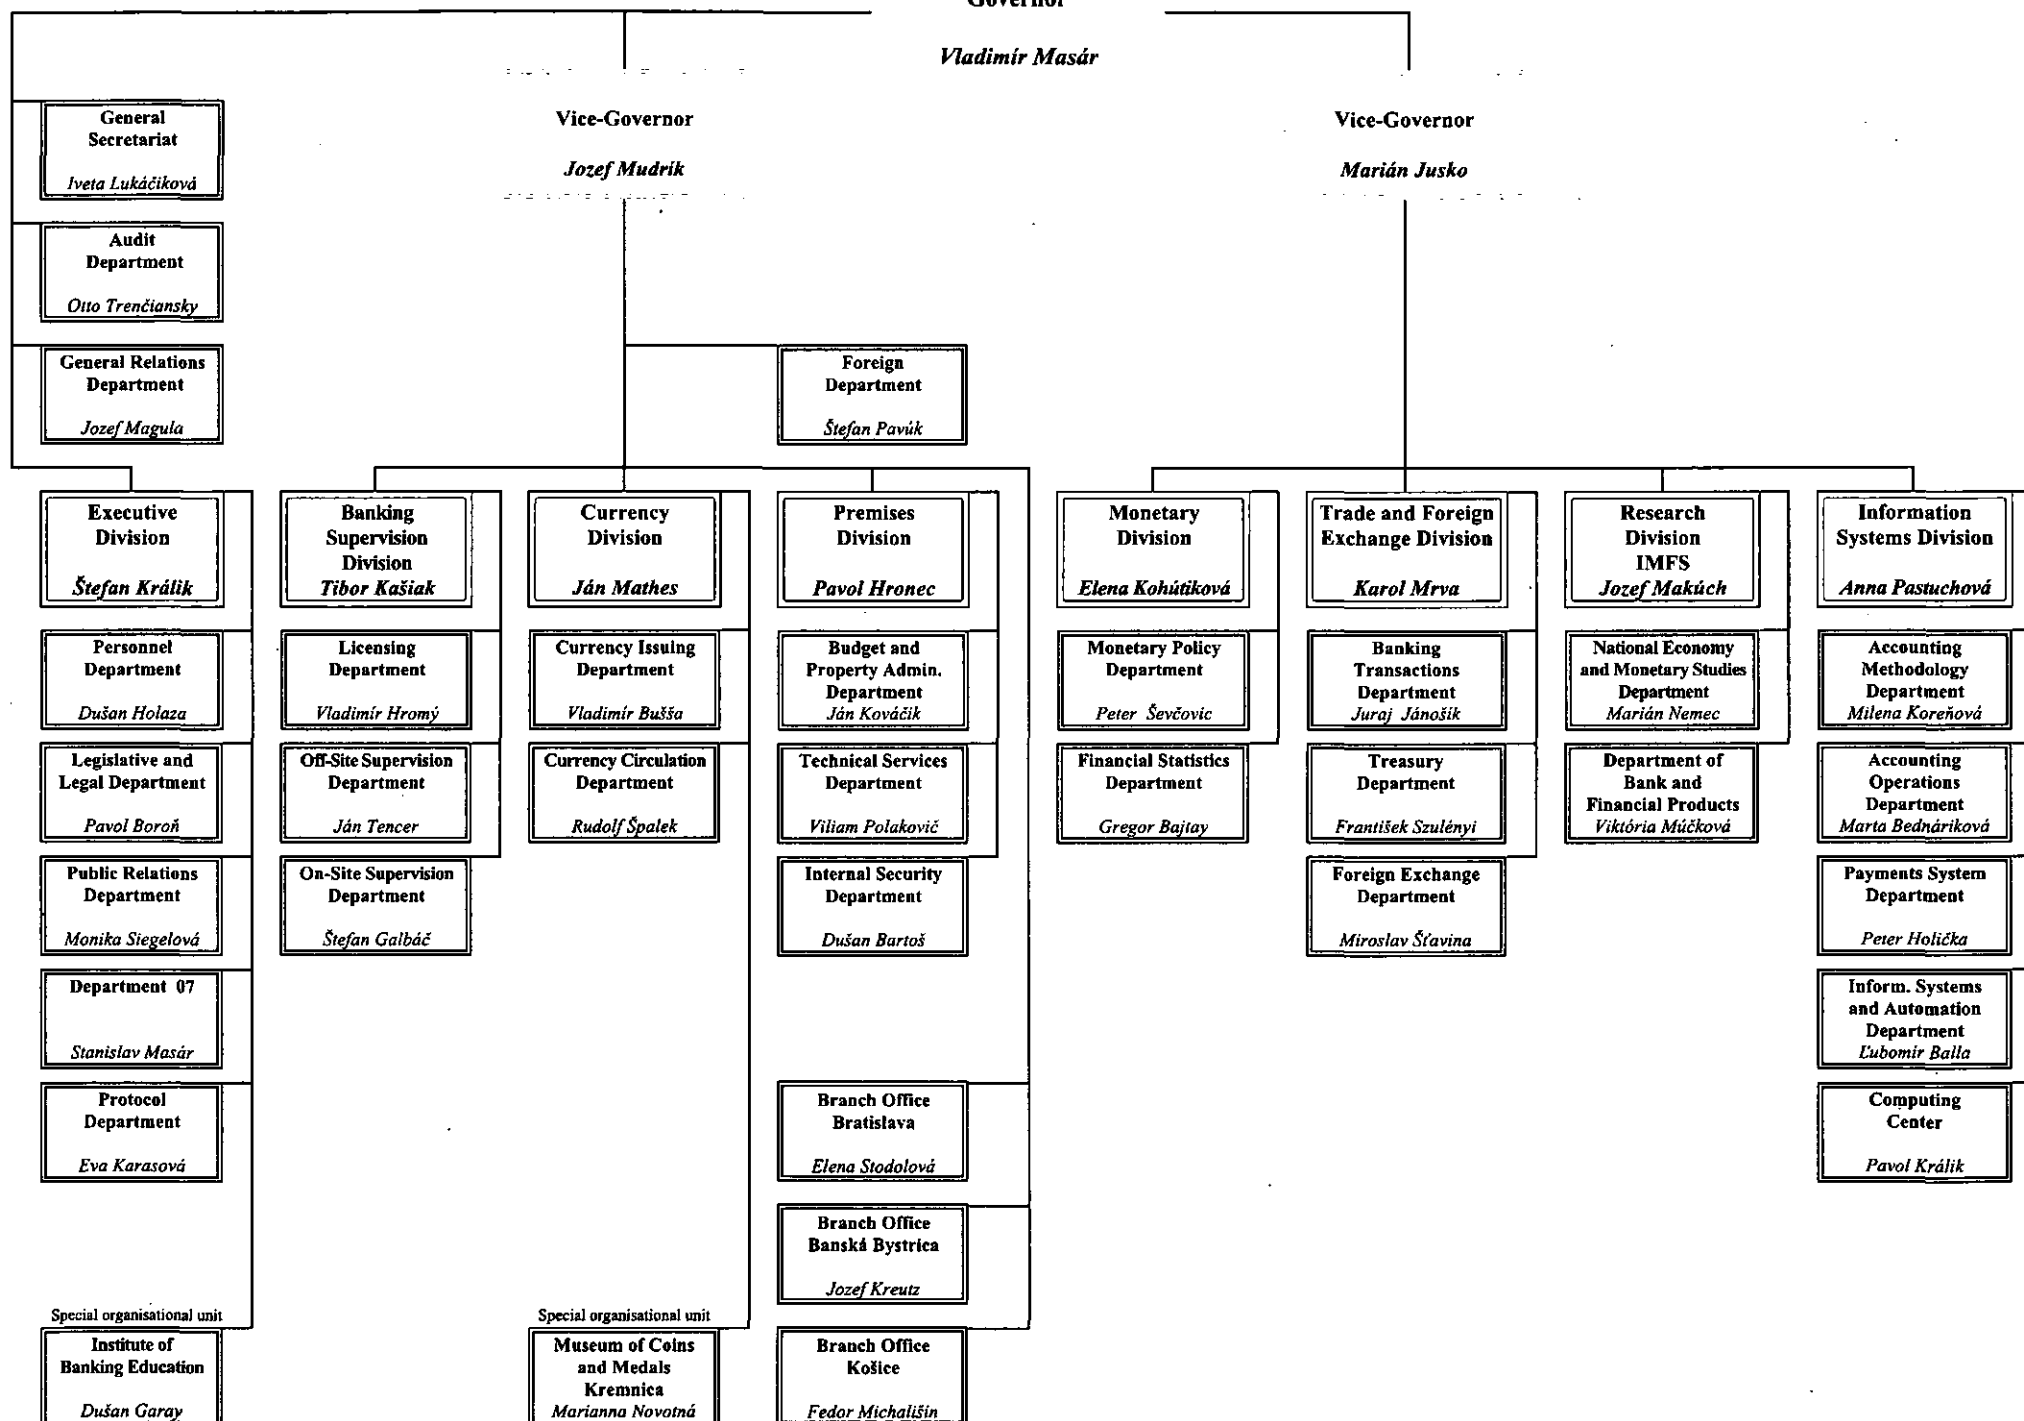 Governor
Vladimír Masár
Vice-Governor
Jozef Mudrík
Vice-Governor
Marián Jusko
General
Secretariat
Iveta Lukáčiková
Audit
Department
Otto Trenčiansky
General Relations
Department
Jozef Magula
Foreign
Department
Štefan Pavúk
Executive
Division
Štefan Králik
Personnel
Department
Dušan Holaza
Legislative and
Legal Department
Pavol Boroň
Public Relations
Department
Monika Siegelová
Department 07
Stanislav Masár
Protocol
Department
Eva Karasová
Special organisational unit
Institute of
Banking Education
Dušan Garay
Banking
Supervision
Division
Tibor Kašiak
Licensing
Department
Vladimír Hromý
Off-Site Supervision
Department
Ján Tencer
On-Site Supervision
Department
Štefan Galbáč
Currency
Division
Ján Mathes
Currency Issuing
Department
Vladimír Bušša
Currency Circulation
Department
Rudolf Špalek
Special organisational unit
Museum of Coins
and Medals
Kremnica
Marianna Novotná
Premises
Division
Pavol Hronec
Budget and
Property Admin.
Department
Ján Kováčik
Technical Services
Department
Viliam Polakovič
Internal Security
Department
Dušan Bartoš
Branch Office
Bratislava
Elena Stodolová
Branch Office
Banská Bystrica
Jozef Kreutz
Branch Office
Košice
Fedor Michališin
Monetary
Division
Elena Kohútiková
Monetary Policy
Department
Peter Ševčovic
Financial Statistics
Department
Gregor Bajtay
Trade and Foreign
Exchange Division
Karol Mrva
Banking
Transactions
Department
Juraj Jánošík
Treasury
Department
František Szulényi
Foreign Exchange
Department
Miroslav Šťavina
Research
Division
IMFS
Jozef Makúch
National Economy
and Monetary Studies
Department
Marián Nemec
Department of
Bank and
Financial Products
Viktória Múčková
Information
Systems Division
Anna Pastuchová
Accounting
Methodology
Department
Milena Koreňová
Accounting
Operations
Department
Marta Bednáriková
Payments System
Department
Peter Holička
Inform. Systems
and Automation
Department
Ľubomír Balla
Computing
Center
Pavol Králik